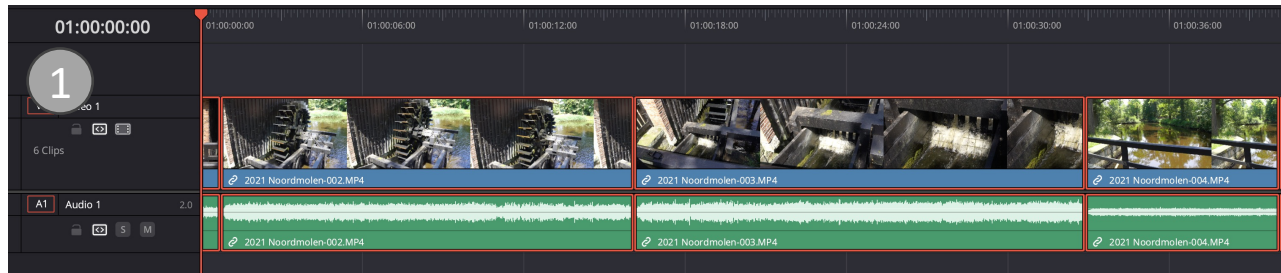 01:00:00:00
01:00:00:00 01:00:06:00 01:00:12:00 01:00:18:00 01:00:24:00 01:00:30:00 01:00:36:00
1
eo 1
6 Clips
2021 Noordmolen-002.MP4 2021 Noordmolen-003.MP4 2021 Noordmolen-004.MP4
A1 Audio 1 2.0
S M
2021 Noordmolen-002.MP4 2021 Noordmolen-003.MP4 2021 Noordmolen-004.MP4